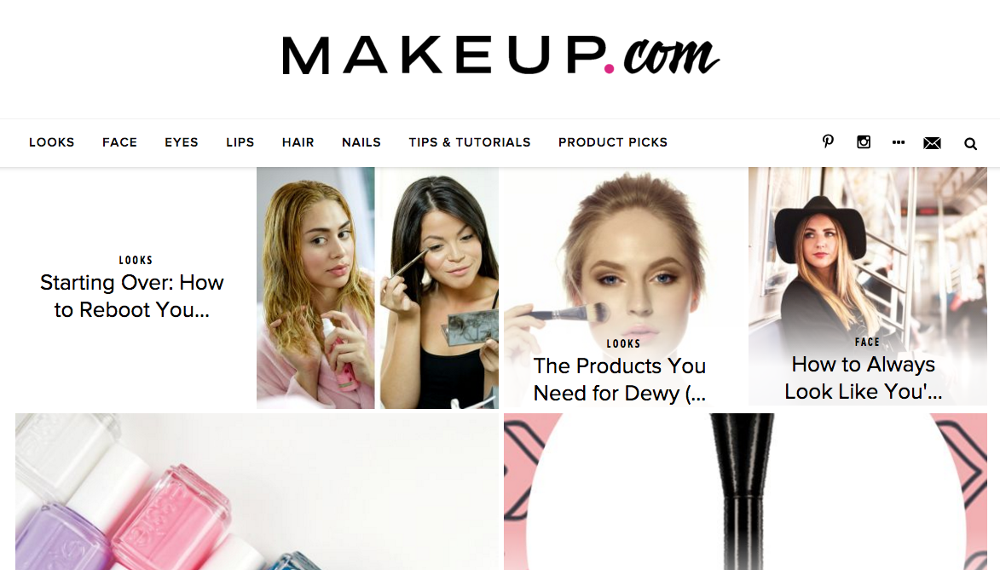 MAKEUP.com
LOOKS FACE EYES LIPS HAIR NAILS TIPS & TUTORIALS PRODUCT PICKS
LOOKS
Starting Over: How
to Reboot You...
LOOKS
The Products You
Need for Dewy (...
FACE
How to Always
Look Like You'...
essie